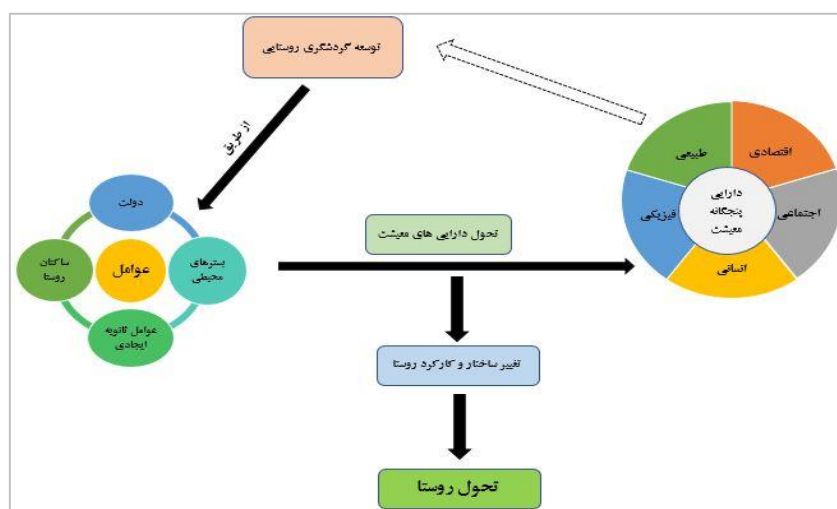 توسعه گردشگری روستایی
از طریق
دولت
ساکنان
روستا
عوامل
بسترهای
محیطی
عوامل ثانویه
ایجادی
تحول دارایی های معیشت
اقتصادی
طبیعی
اجتماعی
فیزیکی
انسانی
دارایی
پنجگانه
معیشت
تغییر ساختار و کارکرد روستا
تحول روستا